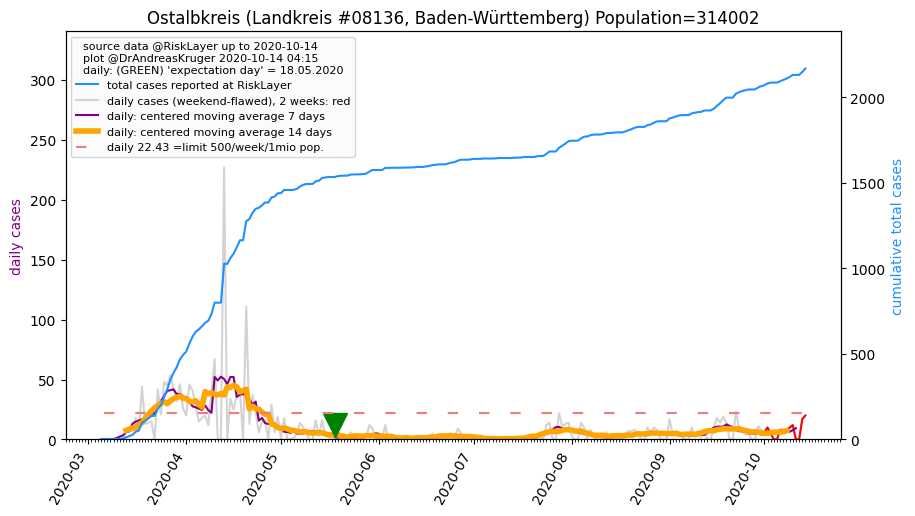 Ostalbkreis (Landkreis #08136, Baden-Württemberg) Population=314002
source data @RiskLayer up to 2020-10-14
plot @DrAndreasKruger 2020-10-14 04:15
daily: (GREEN) 'expectation day' = 18.05.2020
total cases reported at RiskLayer
daily cases (weekend-flawed), 2 weeks: red
daily: centered moving average 7 days
daily: centered moving average 14 days
daily 22.43 =limit 500/week/1mio pop.
daily cases
300
250
200
150
100
50
0
cumulative total cases
2000
1500
1000
500
0
2020-03
2020-04
2020-05
2020-06
2020-07
2020-08
2020-09
2020-10